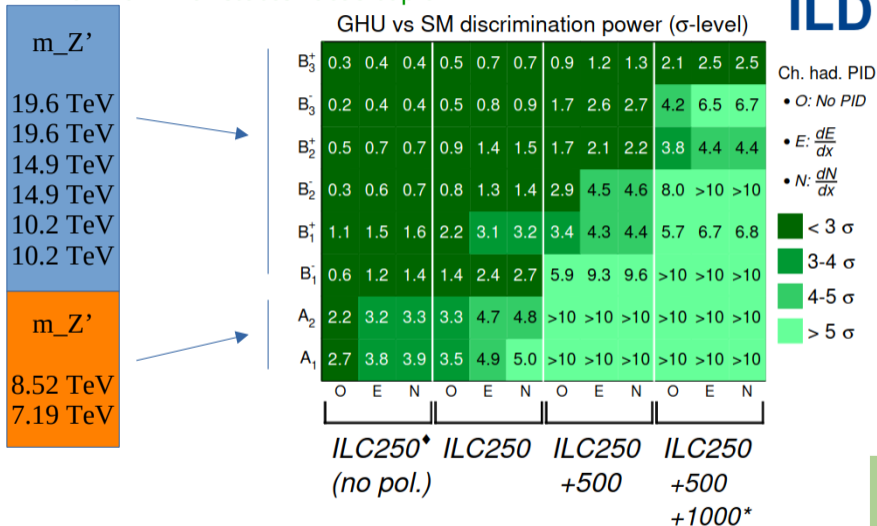 ILD
GHU vs SM discrimination power (σ-level)
m_Z’
19.6 TeV
19.6 TeV
14.9 TeV
14.9 TeV
10.2 TeV
10.2 TeV
m_Z’
8.52 TeV
7.19 TeV
B₃⁺ 0.3 0.4 0.4 0.5 0.7 0.7 0.9 1.2 1.3 2.1 2.5 2.5
B₃⁻ 0.2 0.4 0.4 0.5 0.8 0.9 1.7 2.6 2.7 4.2 6.5 6.7
B₂⁺ 0.5 0.7 0.7 0.9 1.4 1.5 1.7 2.1 2.2 3.8 4.4 4.4
B₂⁻ 0.3 0.6 0.7 0.8 1.3 1.4 2.9 4.5 4.6 8.0 >10 >10
B₁⁺ 1.1 1.5 1.6 2.2 3.1 3.2 3.4 4.3 4.4 5.7 6.7 6.8
B₁⁻ 0.6 1.2 1.4 1.4 2.4 2.7 5.9 9.3 9.6 >10 >10 >10
A₂ 2.2 3.2 3.3 3.3 4.7 4.8 >10 >10 >10 >10 >10 >10
A₁ 2.7 3.8 3.9 3.5 4.9 5.0 >10 >10 >10 >10 >10 >10
O E N O E N O E N O E N
ILC250♦ ILC250 ILC250 ILC250
(no pol.) +500 +500
+1000*
Ch. had. PID
• O: No PID
• E: dE/dx
• N: dN/dx
< 3 σ
3-4 σ
4-5 σ
> 5 σ